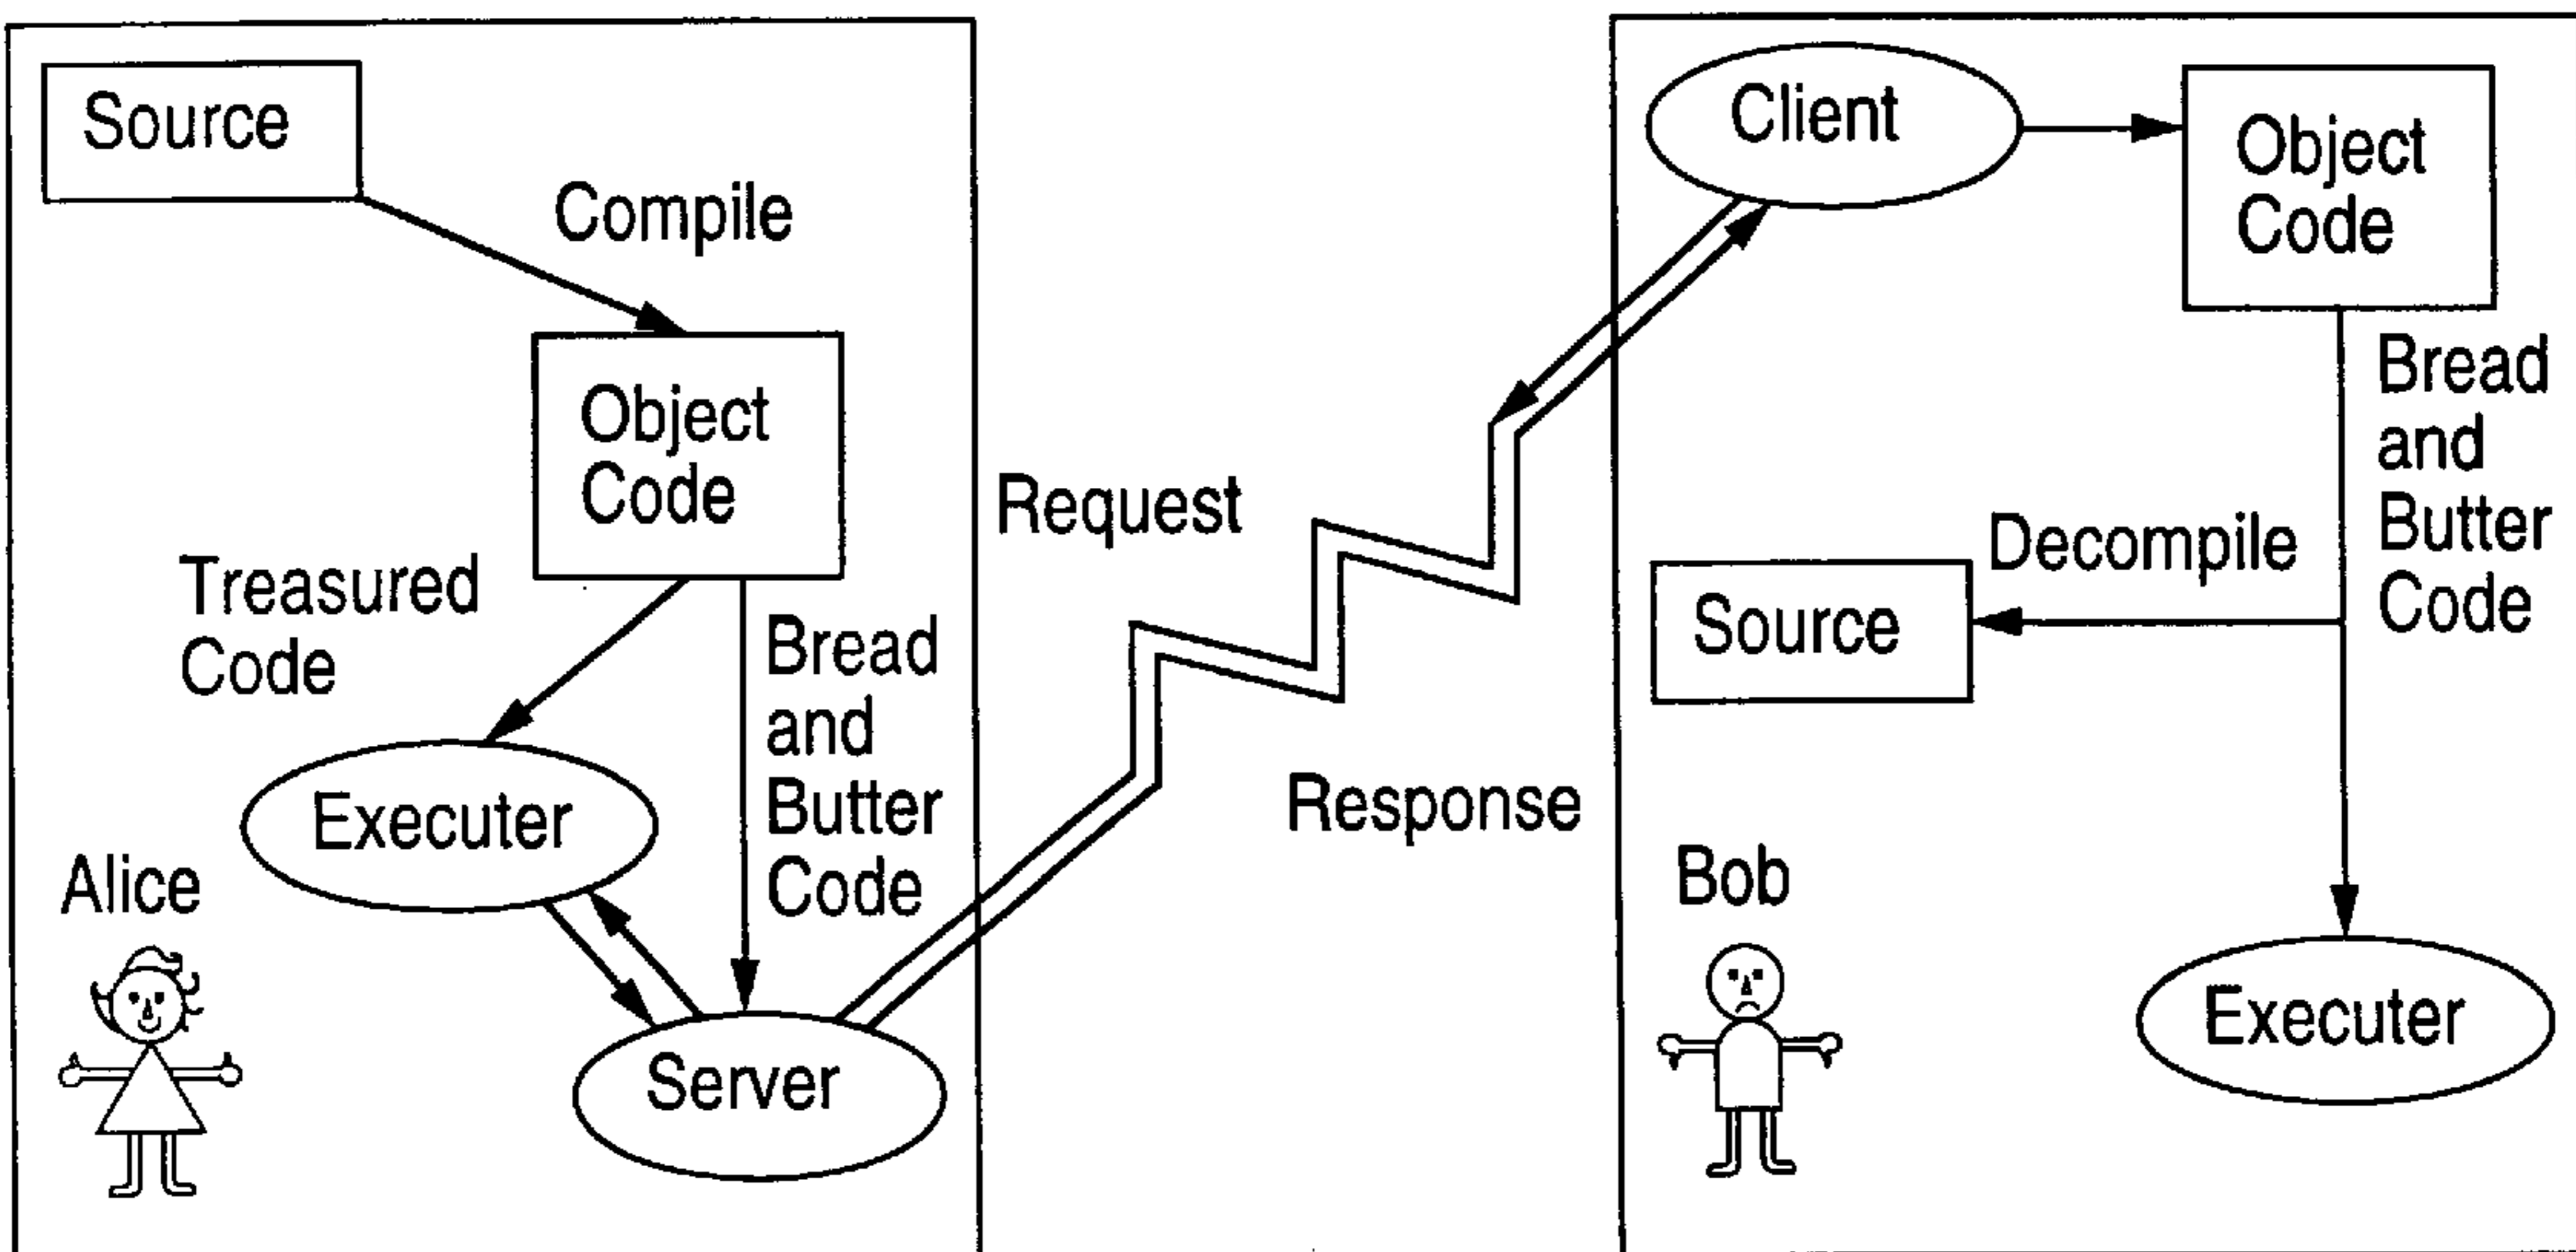 Source
Compile
Object
Code
Treasured
Code
Bread
and
Butter
Code
Executer
Alice
Server
Request
Response
Client
Object
Code
Bread
and
Butter
Code
Decompile
Source
Bob
Executer